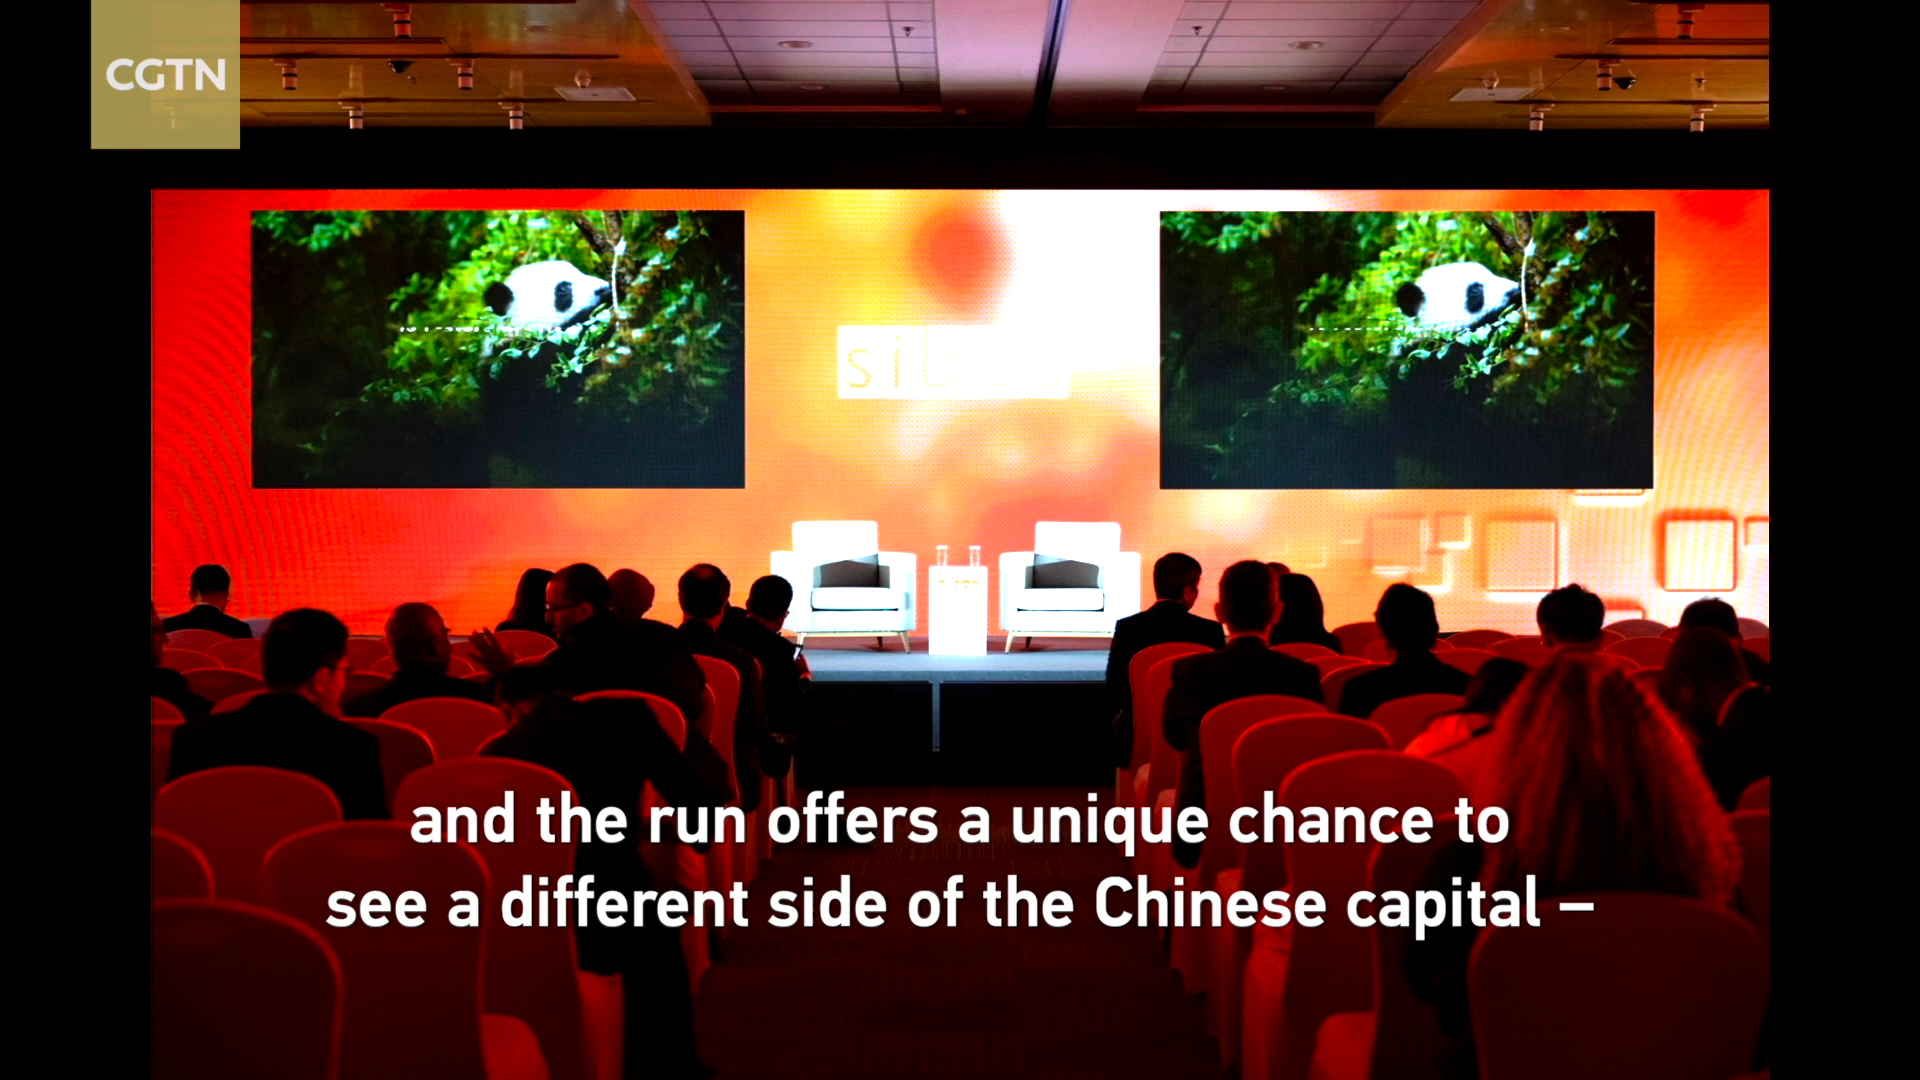 CGTN
and the run offers a unique chance to
see a different side of the Chinese capital –